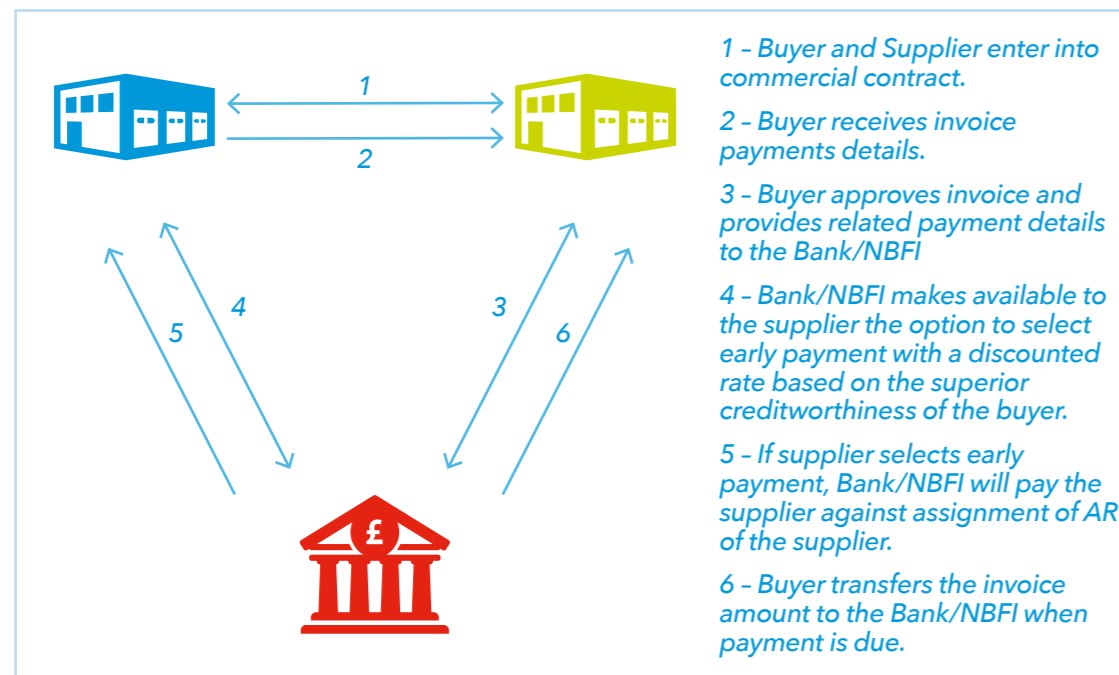 1
2
3
4
5
6
£
1 – Buyer and Supplier enter into
commercial contract.
2 – Buyer receives invoice
payments details.
3 – Buyer approves invoice and
provides related payment details
to the Bank/NBFI
4 – Bank/NBFI makes available to
the supplier the option to select
early payment with a discounted
rate based on the superior
creditworthiness of the buyer.
5 – If supplier selects early
payment, Bank/NBFI will pay the
supplier against assignment of AR
of the supplier.
6 – Buyer transfers the invoice
amount to the Bank/NBFI when
payment is due.